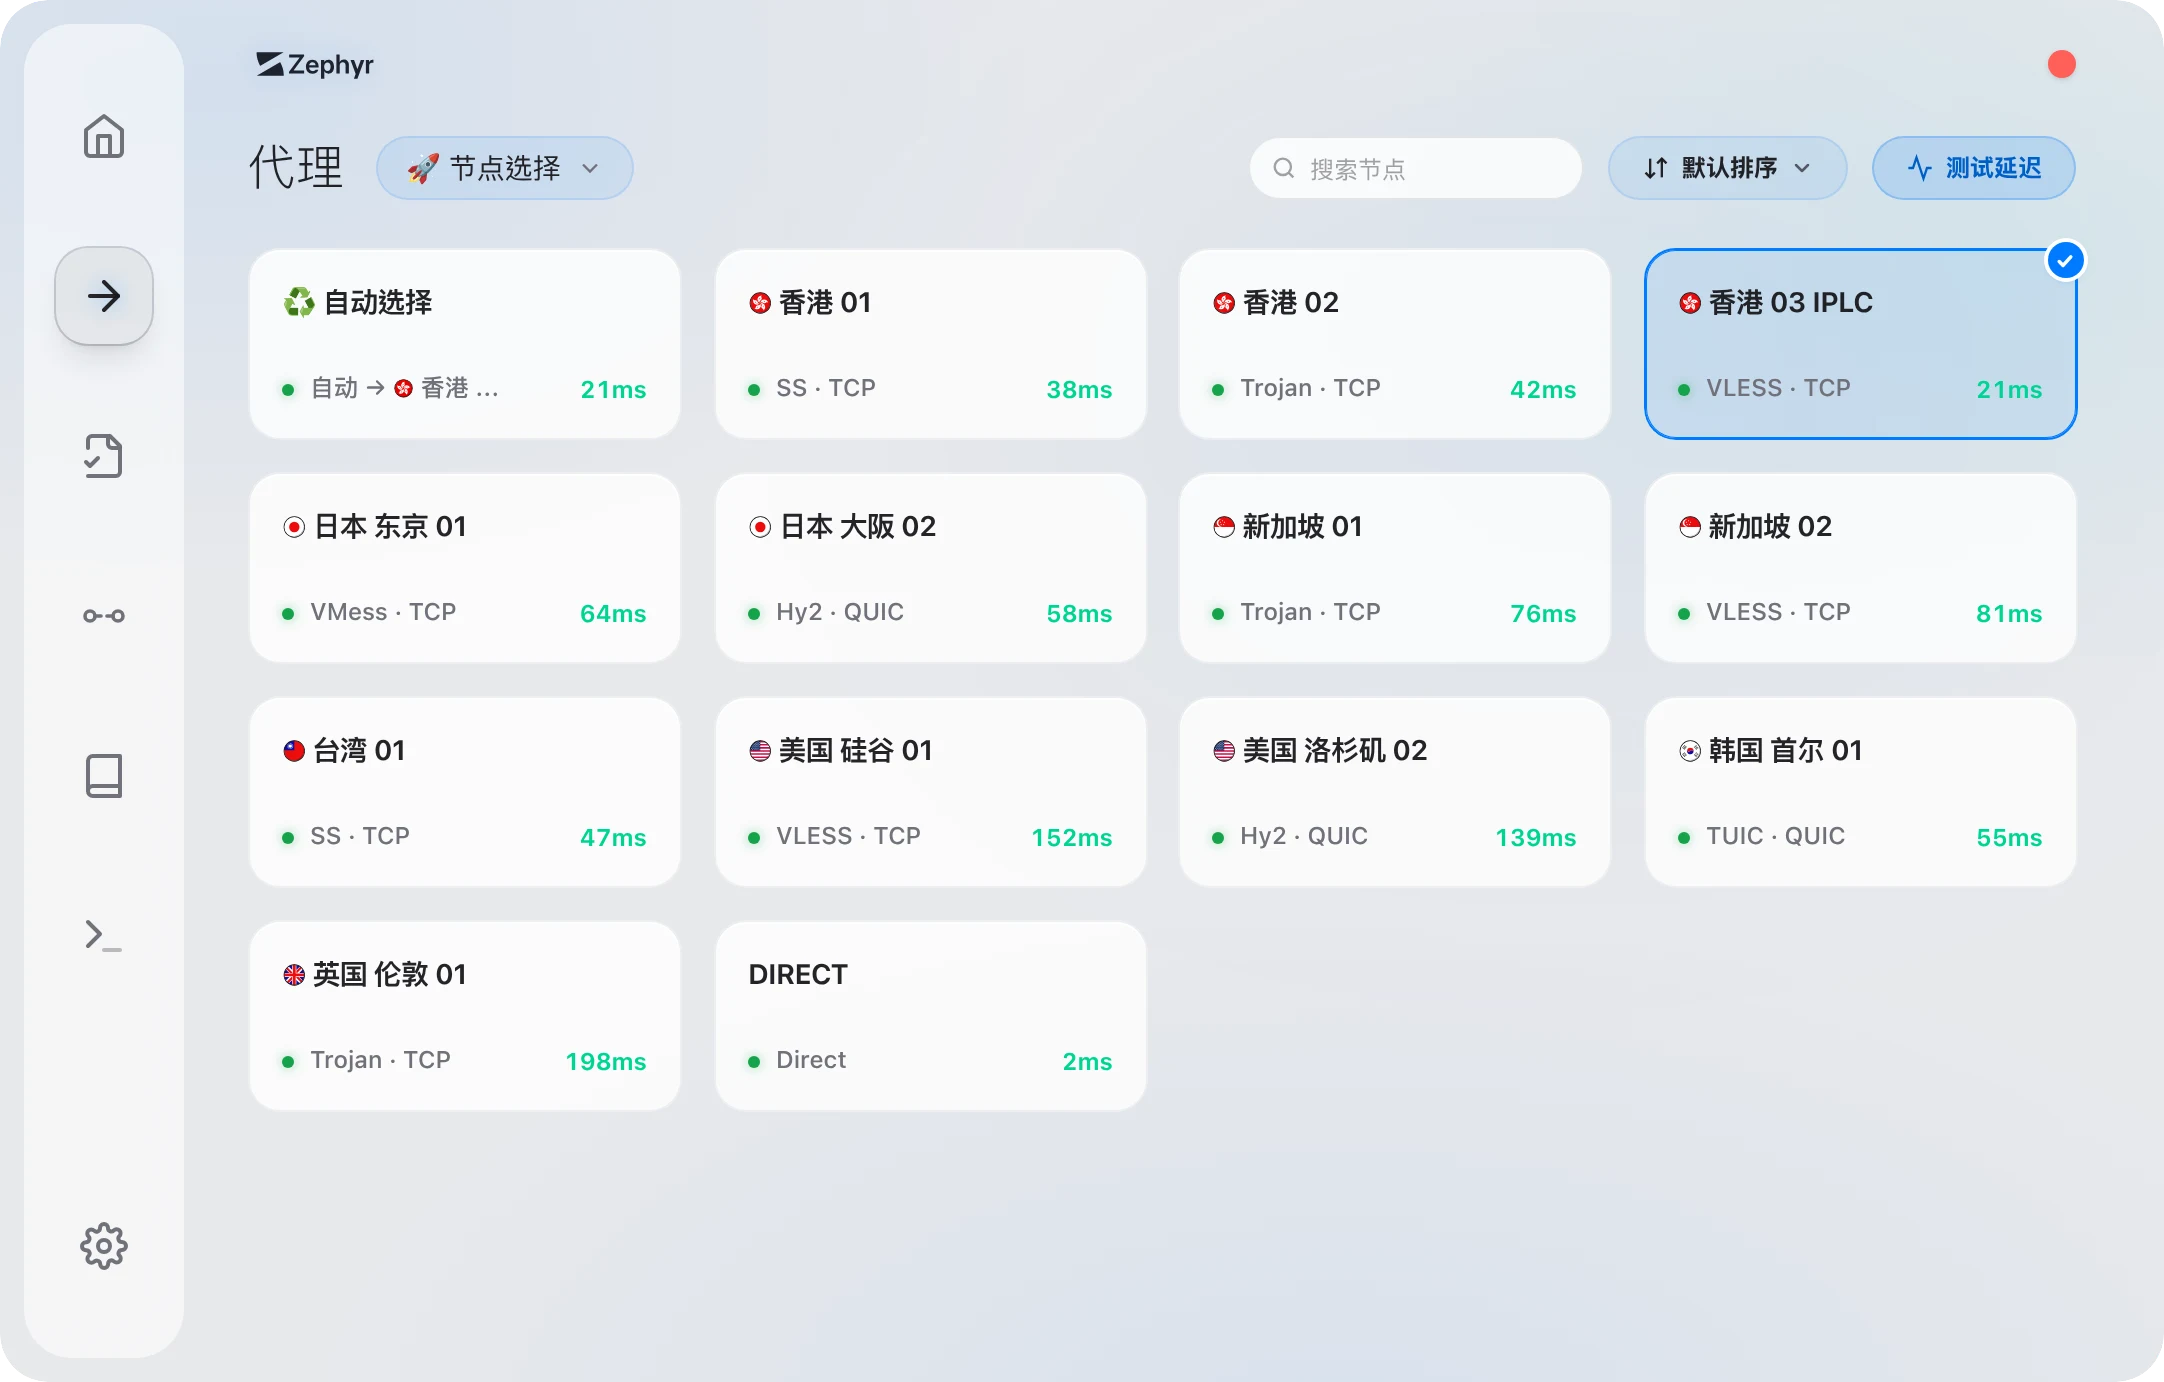 Zephyr
代理
🚀 节点选择
搜索节点
默认排序
测试延迟
♻️ 自动选择
自动 → 🇭🇰 香港 ...
21ms
🇭🇰 香港 01
SS · TCP
38ms
🇭🇰 香港 02
Trojan · TCP
42ms
🇭🇰 香港 03 IPLC
VLESS · TCP
21ms
🇯🇵 日本 东京 01
VMess · TCP
64ms
🇯🇵 日本 大阪 02
Hy2 · QUIC
58ms
🇸🇬 新加坡 01
Trojan · TCP
76ms
🇸🇬 新加坡 02
VLESS · TCP
81ms
🇹🇼 台湾 01
SS · TCP
47ms
🇺🇸 美国 硅谷 01
VLESS · TCP
152ms
🇺🇸 美国 洛杉矶 02
Hy2 · QUIC
139ms
🇰🇷 韩国 首尔 01
TUIC · QUIC
55ms
🇬🇧 英国 伦敦 01
Trojan · TCP
198ms
DIRECT
Direct
2ms